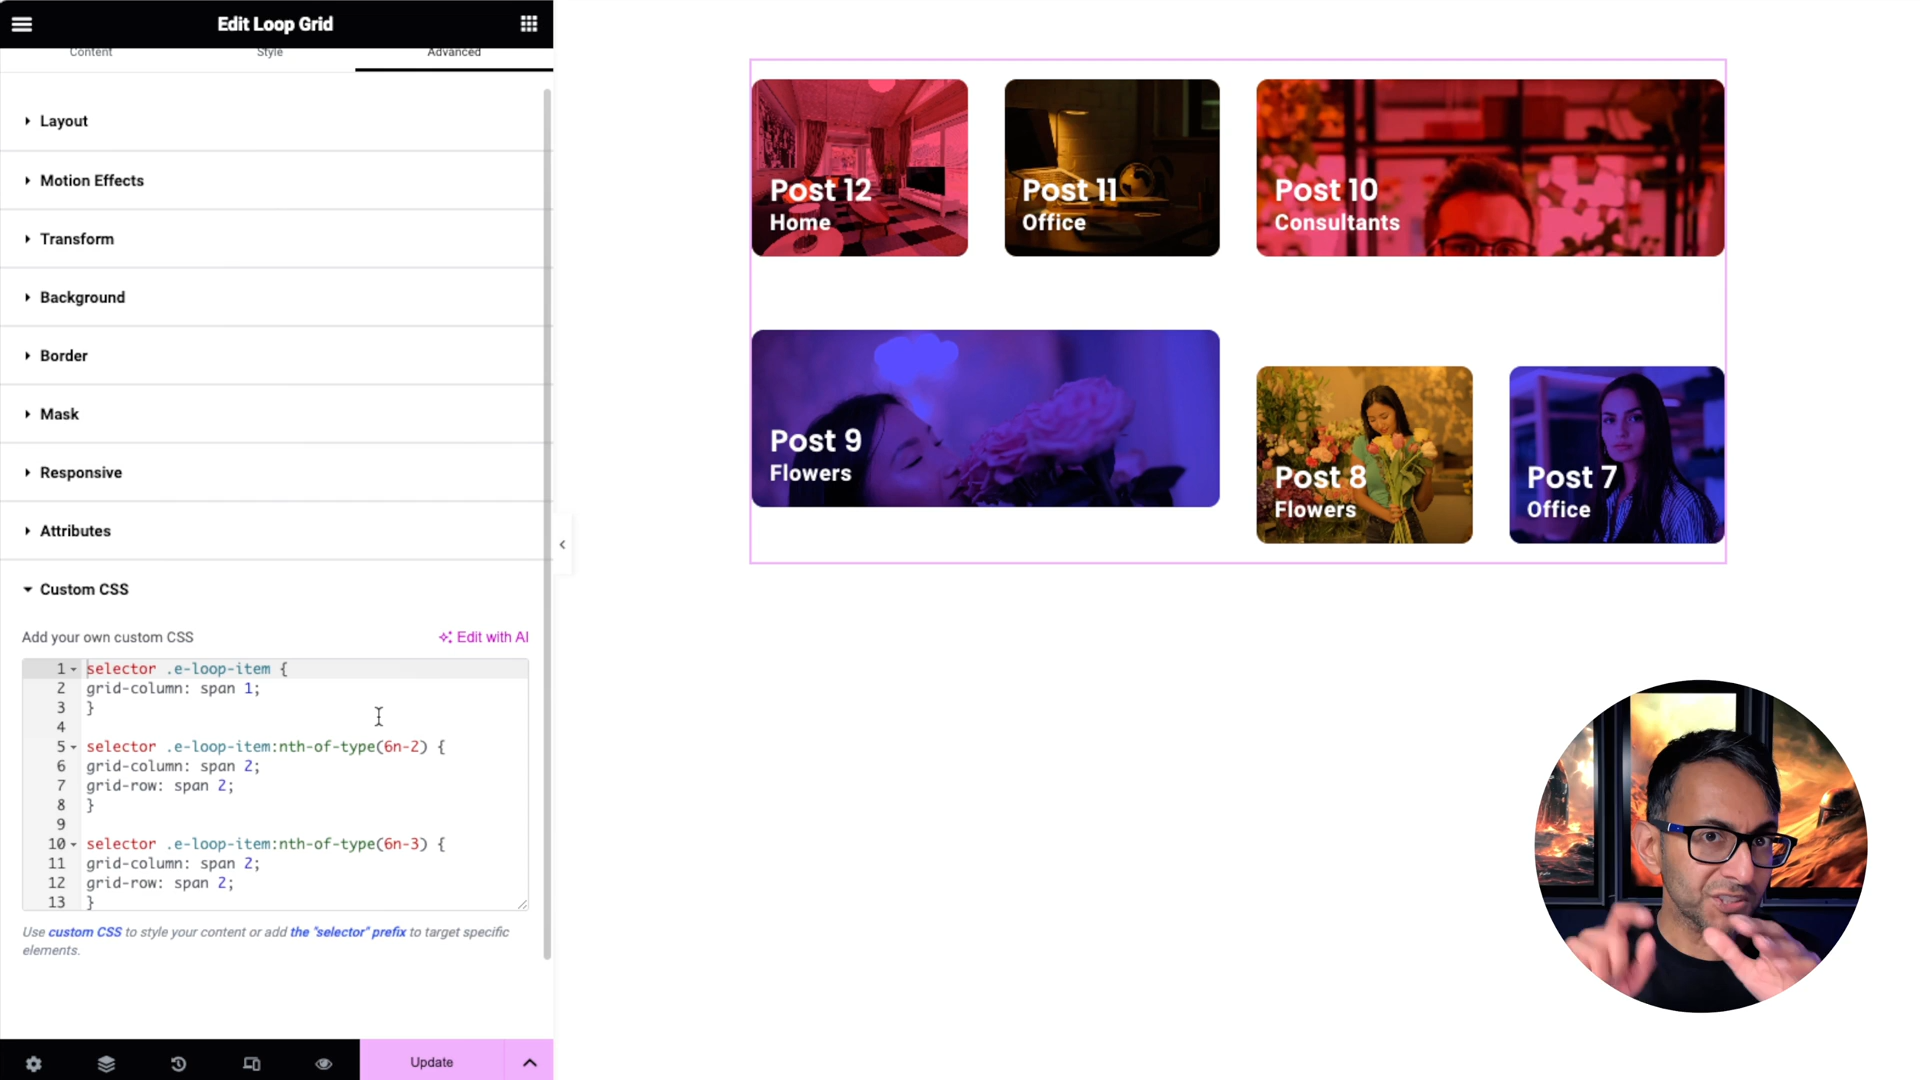 Edit Loop Grid
Content
Style
Advanced
Layout
Motion Effects
Transform
Background
Border
Mask
Responsive
Attributes
Custom CSS
Add your own custom CSS
Edit with AI
1 selector .e-loop-item {
2 grid-column: span 1;
3 }
4
5 selector .e-loop-item:nth-of-type(6n-2) {
6 grid-column: span 2;
7 grid-row: span 2;
8 }
9
10 selector .e-loop-item:nth-of-type(6n-3) {
11 grid-column: span 2;
12 grid-row: span 2;
13 }
Use custom CSS to style your content or add the "selector" prefix to target specific
elements.
Update
Post 12
Home
Post 11
Office
Post 10
Consultants
Post 9
Flowers
Post 8
Flowers
Post 7
Office